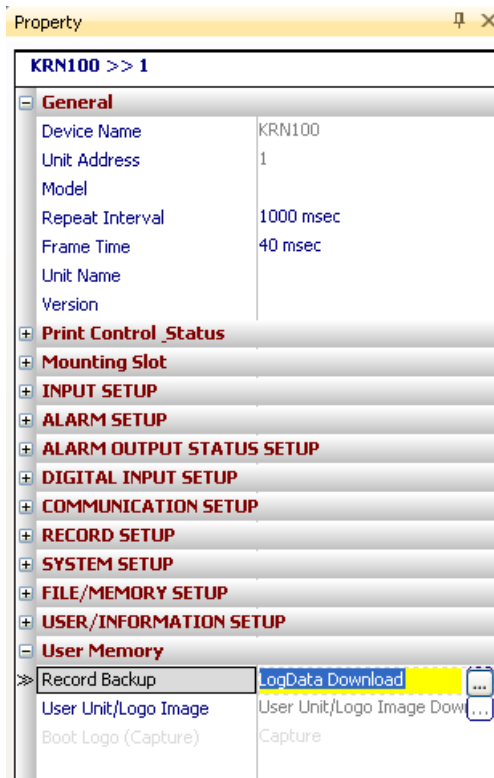 Property
KRN100 >> 1
General
Device Name KRN100
Unit Address 1
Model
Repeat Interval 1000 msec
Frame Time 40 msec
Unit Name
Version
Print Control_Status
Mounting Slot
INPUT SETUP
ALARM SETUP
ALARM OUTPUT STATUS SETUP
DIGITAL INPUT SETUP
COMMUNICATION SETUP
RECORD SETUP
SYSTEM SETUP
FILE/MEMORY SETUP
USER/INFORMATION SETUP
User Memory
Record Backup LogData Download ...
User Unit/Logo Image User Unit/Logo Image Dow ...
Boot Logo (Capture) Capture